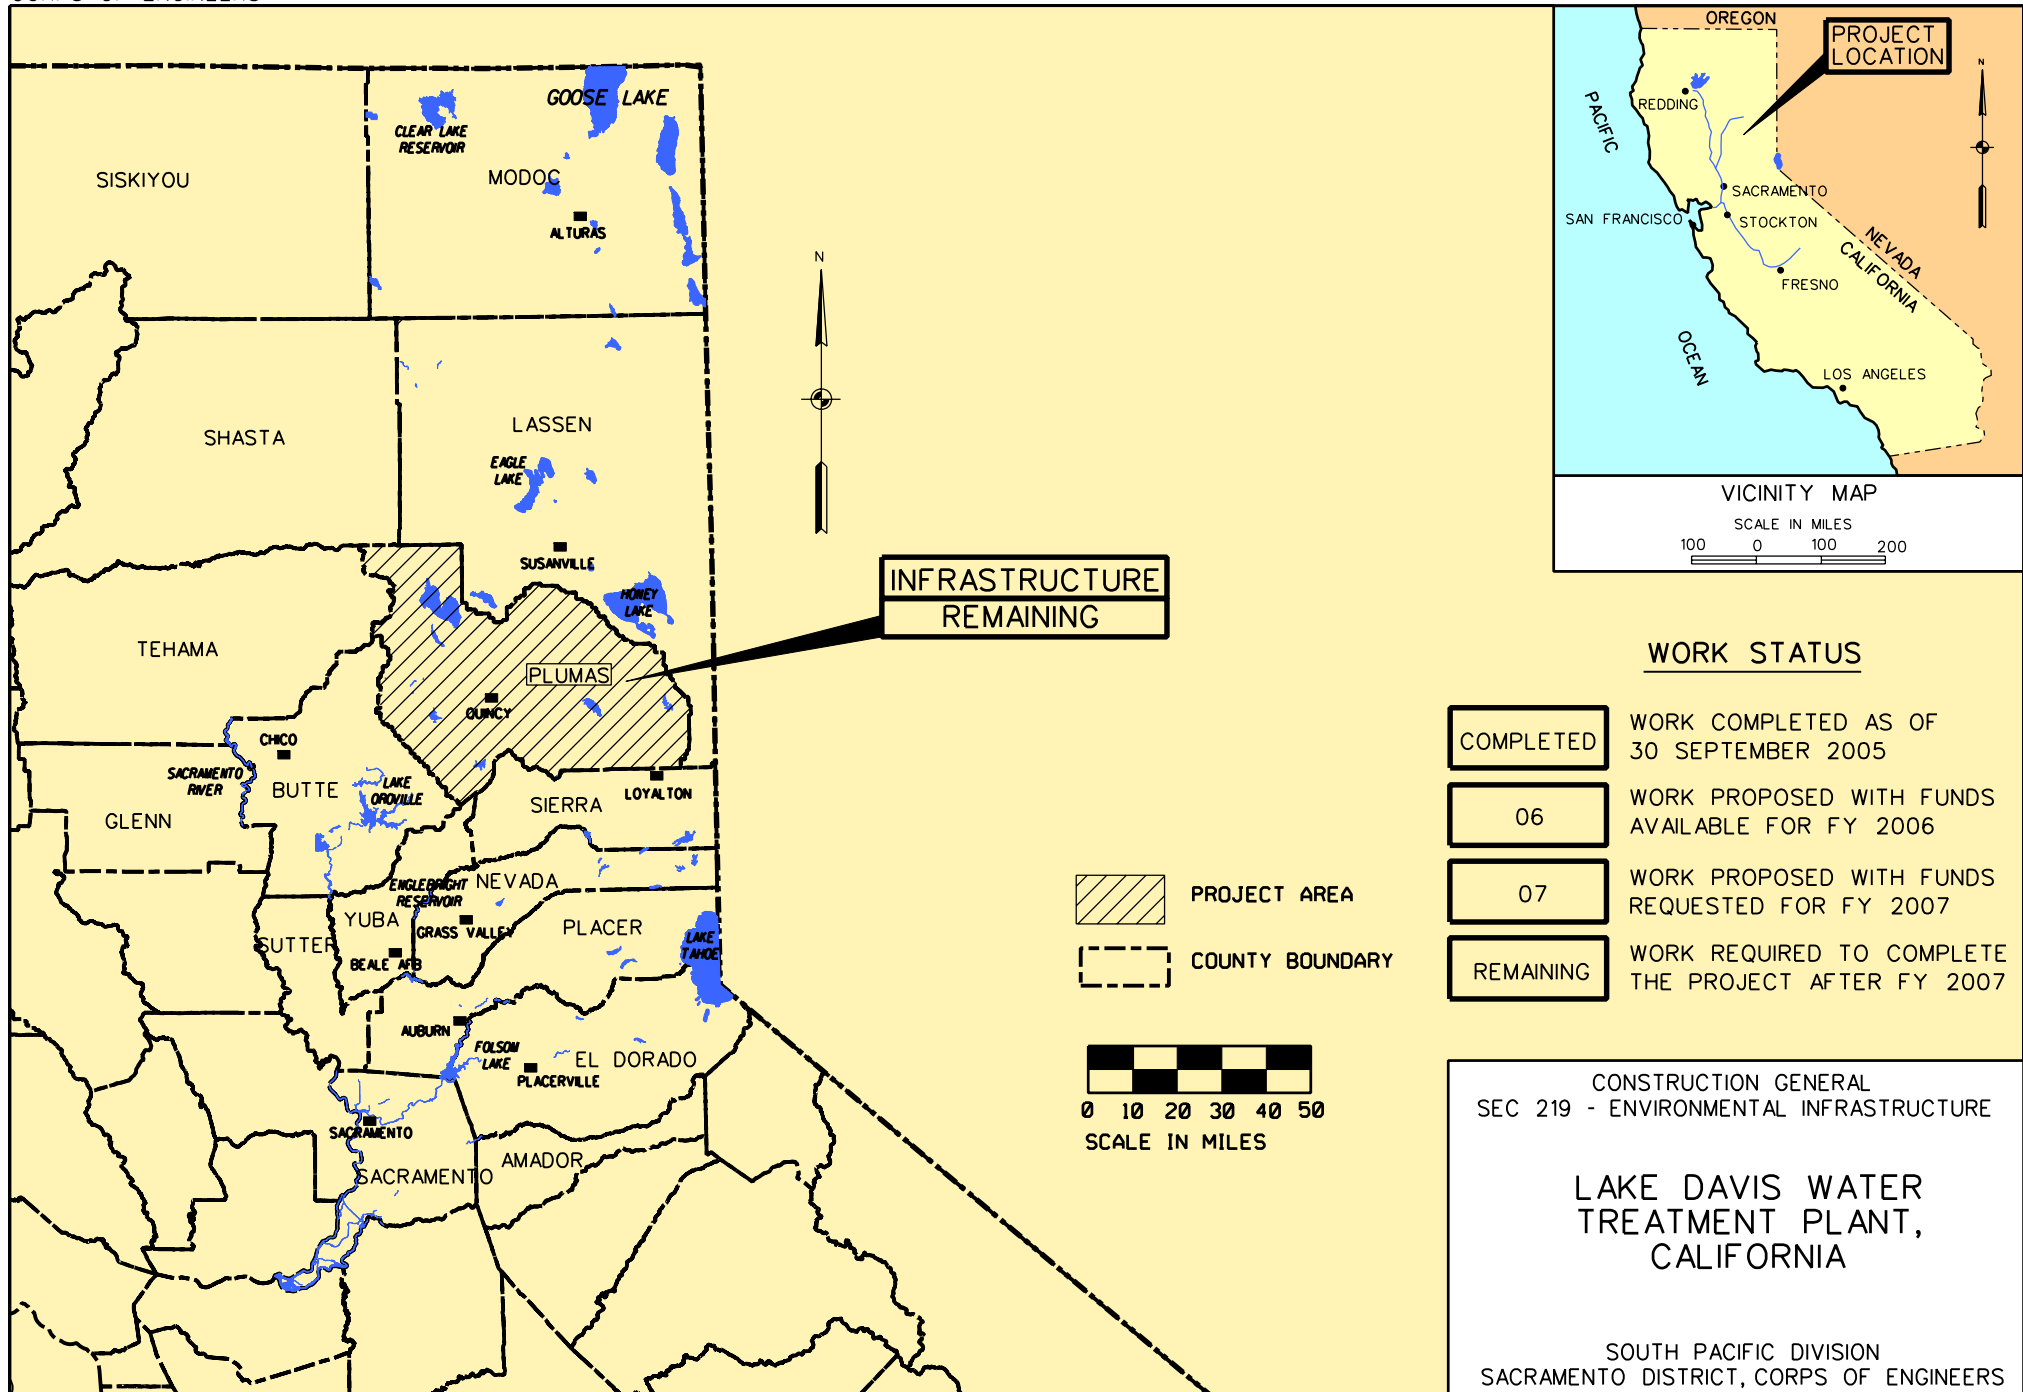 OREGON
PROJECT
LOCATION
N
REDDING
PACIFIC
SACRAMENTO
SAN FRANCISCO
STOCKTON
NEVADA
CALIFORNIA
FRESNO
OCEAN
LOS ANGELES
VICINITY MAP
SCALE IN MILES
100 0 100 200
GOOSE LAKE
CLEAR LAKE
RESERVOIR
SISKIYOU
MODOC
ALTURAS
N
SHASTA
LASSEN
EAGLE
LAKE
SUSANVILLE
HONEY
LAKE
INFRASTRUCTURE
REMAINING
TEHAMA
PLUMAS
QUINCY
CHICO
SACRAMENTO
RIVER
BUTTE
LAKE
OROVILLE
LOYALTON
SIERRA
GLENN
ENGLEBRIGHT
RESERVOIR
NEVADA
YUBA
GRASS VALLEY
PLACER
SUTTER
BEALE AFB
LAKE
TAHOE
AUBURN
FOLSOM
LAKE
EL DORADO
PLACERVILLE
SACRAMENTO
AMADOR
SACRAMENTO
WORK STATUS
COMPLETED
WORK COMPLETED AS OF
30 SEPTEMBER 2005
06
WORK PROPOSED WITH FUNDS
AVAILABLE FOR FY 2006
07
WORK PROPOSED WITH FUNDS
REQUESTED FOR FY 2007
REMAINING
WORK REQUIRED TO COMPLETE
THE PROJECT AFTER FY 2007
PROJECT AREA
COUNTY BOUNDARY
0 10 20 30 40 50
SCALE IN MILES
CONSTRUCTION GENERAL
SEC 219 - ENVIRONMENTAL INFRASTRUCTURE
LAKE DAVIS WATER
TREATMENT PLANT,
CALIFORNIA
SOUTH PACIFIC DIVISION
SACRAMENTO DISTRICT, CORPS OF ENGINEERS